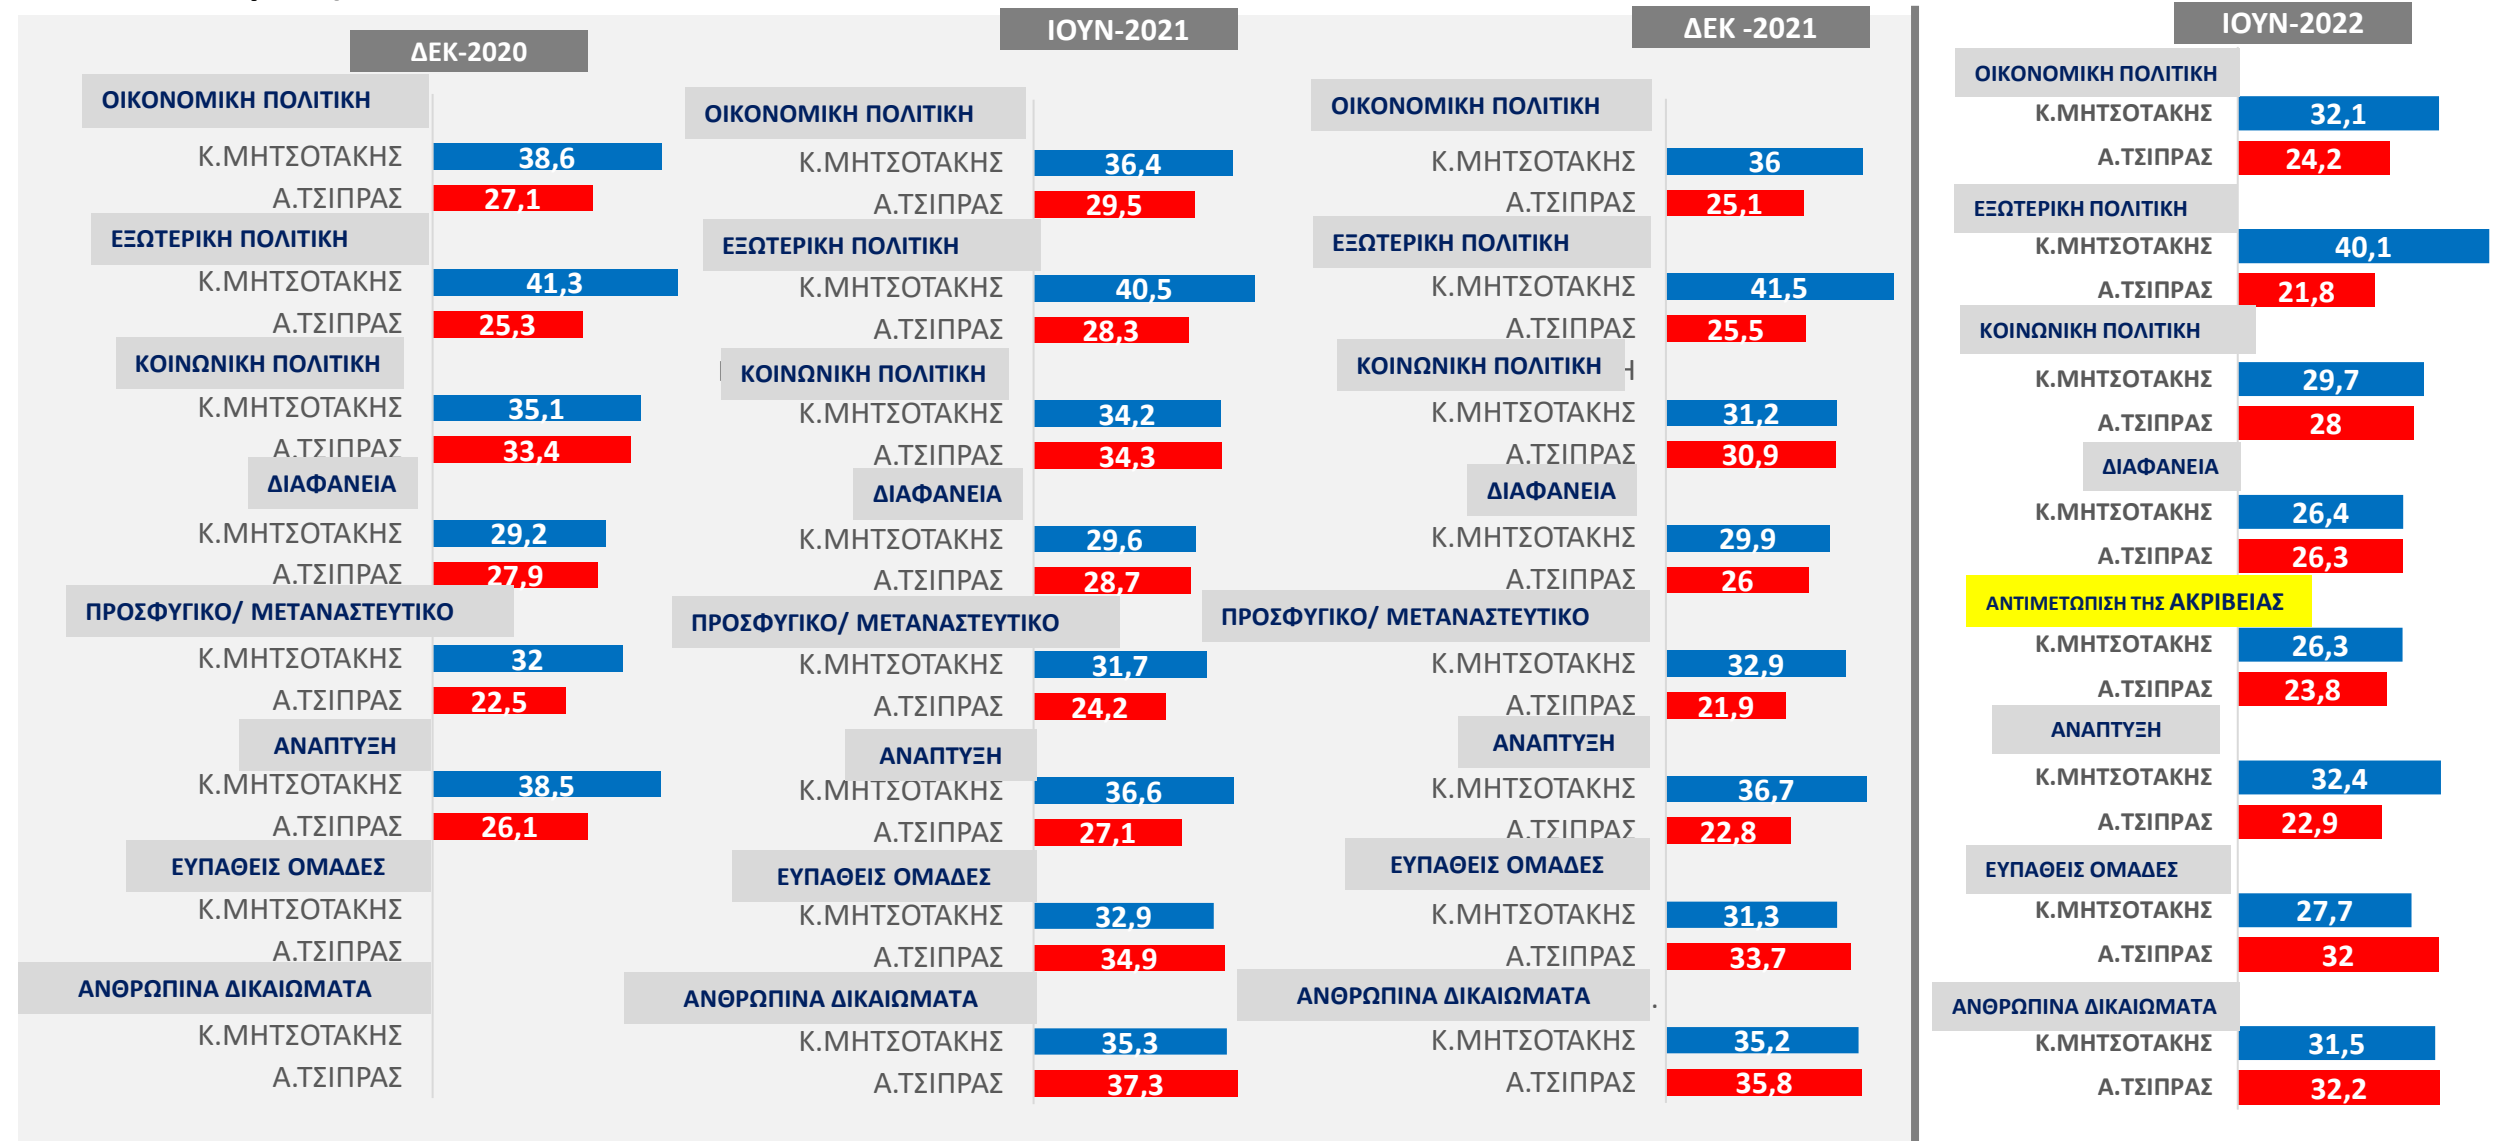 ΔΕΚ-2020
ΟΙΚΟΝΟΜΙΚΗ ΠΟΛΙΤΙΚΗ
Κ.ΜΗΤΣΟΤΑΚΗΣ 38,6
Α.ΤΣΙΠΡΑΣ 27,1
ΕΞΩΤΕΡΙΚΗ ΠΟΛΙΤΙΚΗ
Κ.ΜΗΤΣΟΤΑΚΗΣ 41,3
Α.ΤΣΙΠΡΑΣ 25,3
ΚΟΙΝΩΝΙΚΗ ΠΟΛΙΤΙΚΗ
Κ.ΜΗΤΣΟΤΑΚΗΣ 35,1
Α.ΤΣΙΠΡΑΣ 33,4
ΔΙΑΦΑΝΕΙΑ
Κ.ΜΗΤΣΟΤΑΚΗΣ 29,2
Α.ΤΣΙΠΡΑΣ 27,9
ΠΡΟΣΦΥΓΙΚΟ/ ΜΕΤΑΝΑΣΤΕΥΤΙΚΟ
Κ.ΜΗΤΣΟΤΑΚΗΣ 32
Α.ΤΣΙΠΡΑΣ 22,5
ΑΝΑΠΤΥΞΗ
Κ.ΜΗΤΣΟΤΑΚΗΣ 38,5
Α.ΤΣΙΠΡΑΣ 26,1
ΕΥΠΑΘΕΙΣ ΟΜΑΔΕΣ
Κ.ΜΗΤΣΟΤΑΚΗΣ
Α.ΤΣΙΠΡΑΣ
ΑΝΘΡΩΠΙΝΑ ΔΙΚΑΙΩΜΑΤΑ
Κ.ΜΗΤΣΟΤΑΚΗΣ
Α.ΤΣΙΠΡΑΣ
ΙΟΥΝ-2021
ΟΙΚΟΝΟΜΙΚΗ ΠΟΛΙΤΙΚΗ
Κ.ΜΗΤΣΟΤΑΚΗΣ 36,4
Α.ΤΣΙΠΡΑΣ 29,5
ΕΞΩΤΕΡΙΚΗ ΠΟΛΙΤΙΚΗ
Κ.ΜΗΤΣΟΤΑΚΗΣ 40,5
Α.ΤΣΙΠΡΑΣ 28,3
ΚΟΙΝΩΝΙΚΗ ΠΟΛΙΤΙΚΗ
Κ.ΜΗΤΣΟΤΑΚΗΣ 34,2
Α.ΤΣΙΠΡΑΣ 34,3
ΔΙΑΦΑΝΕΙΑ
Κ.ΜΗΤΣΟΤΑΚΗΣ 29,6
Α.ΤΣΙΠΡΑΣ 28,7
ΠΡΟΣΦΥΓΙΚΟ/ ΜΕΤΑΝΑΣΤΕΥΤΙΚΟ
Κ.ΜΗΤΣΟΤΑΚΗΣ 31,7
Α.ΤΣΙΠΡΑΣ 24,2
ΑΝΑΠΤΥΞΗ
Κ.ΜΗΤΣΟΤΑΚΗΣ 36,6
Α.ΤΣΙΠΡΑΣ 27,1
ΕΥΠΑΘΕΙΣ ΟΜΑΔΕΣ
Κ.ΜΗΤΣΟΤΑΚΗΣ 32,9
Α.ΤΣΙΠΡΑΣ 34,9
ΑΝΘΡΩΠΙΝΑ ΔΙΚΑΙΩΜΑΤΑ
Κ.ΜΗΤΣΟΤΑΚΗΣ 35,3
Α.ΤΣΙΠΡΑΣ 37,3
ΔΕΚ -2021
ΟΙΚΟΝΟΜΙΚΗ ΠΟΛΙΤΙΚΗ
Κ.ΜΗΤΣΟΤΑΚΗΣ 36
Α.ΤΣΙΠΡΑΣ 25,1
ΕΞΩΤΕΡΙΚΗ ΠΟΛΙΤΙΚΗ
Κ.ΜΗΤΣΟΤΑΚΗΣ 41,5
Α.ΤΣΙΠΡΑΣ 25,5
ΚΟΙΝΩΝΙΚΗ ΠΟΛΙΤΙΚΗ
Κ.ΜΗΤΣΟΤΑΚΗΣ 31,2
Α.ΤΣΙΠΡΑΣ 30,9
ΔΙΑΦΑΝΕΙΑ
Κ.ΜΗΤΣΟΤΑΚΗΣ 29,9
Α.ΤΣΙΠΡΑΣ 26
ΠΡΟΣΦΥΓΙΚΟ/ ΜΕΤΑΝΑΣΤΕΥΤΙΚΟ
Κ.ΜΗΤΣΟΤΑΚΗΣ 32,9
Α.ΤΣΙΠΡΑΣ 21,9
ΑΝΑΠΤΥΞΗ
Κ.ΜΗΤΣΟΤΑΚΗΣ 36,7
Α.ΤΣΙΠΡΑΣ 22,8
ΕΥΠΑΘΕΙΣ ΟΜΑΔΕΣ
Κ.ΜΗΤΣΟΤΑΚΗΣ 31,3
Α.ΤΣΙΠΡΑΣ 33,7
ΑΝΘΡΩΠΙΝΑ ΔΙΚΑΙΩΜΑΤΑ
Κ.ΜΗΤΣΟΤΑΚΗΣ 35,2
Α.ΤΣΙΠΡΑΣ 35,8
ΙΟΥΝ-2022
ΟΙΚΟΝΟΜΙΚΗ ΠΟΛΙΤΙΚΗ
Κ.ΜΗΤΣΟΤΑΚΗΣ 32,1
Α.ΤΣΙΠΡΑΣ 24,2
ΕΞΩΤΕΡΙΚΗ ΠΟΛΙΤΙΚΗ
Κ.ΜΗΤΣΟΤΑΚΗΣ 40,1
Α.ΤΣΙΠΡΑΣ 21,8
ΚΟΙΝΩΝΙΚΗ ΠΟΛΙΤΙΚΗ
Κ.ΜΗΤΣΟΤΑΚΗΣ 29,7
Α.ΤΣΙΠΡΑΣ 28
ΔΙΑΦΑΝΕΙΑ
Κ.ΜΗΤΣΟΤΑΚΗΣ 26,4
Α.ΤΣΙΠΡΑΣ 26,3
ΑΝΤΙΜΕΤΩΠΙΣΗ ΤΗΣ ΑΚΡΙΒΕΙΑΣ
Κ.ΜΗΤΣΟΤΑΚΗΣ 26,3
Α.ΤΣΙΠΡΑΣ 23,8
ΑΝΑΠΤΥΞΗ
Κ.ΜΗΤΣΟΤΑΚΗΣ 32,4
Α.ΤΣΙΠΡΑΣ 22,9
ΕΥΠΑΘΕΙΣ ΟΜΑΔΕΣ
Κ.ΜΗΤΣΟΤΑΚΗΣ 27,7
Α.ΤΣΙΠΡΑΣ 32
ΑΝΘΡΩΠΙΝΑ ΔΙΚΑΙΩΜΑΤΑ
Κ.ΜΗΤΣΟΤΑΚΗΣ 31,5
Α.ΤΣΙΠΡΑΣ 32,2